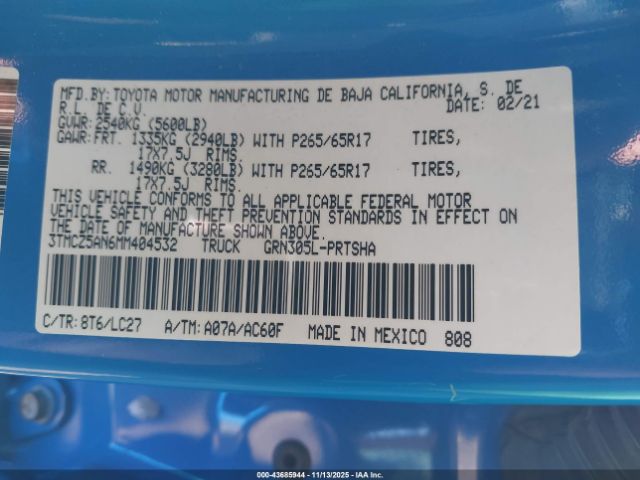 MFD.BY: TOYOTA MOTOR MANUFACTURING DE BAJA CALIFORNIA, S. DE
R.L. DE C.V. DATE: 02/21
GVWR: 2540KG (5600LB)
GAWR: FRT. 1335KG (2940LB) WITH P265/65R17 TIRES,
17X7.5J RIMS.
RR. 1490KG (3280LB) WITH P265/65R17 TIRES,
17X7.5J RIMS.
THIS VEHICLE CONFORMS TO ALL APPLICABLE FEDERAL MOTOR
VEHICLE SAFETY AND THEFT PREVENTION STANDARDS IN EFFECT ON
THE DATE OF MANUFACTURE SHOWN ABOVE.
3TMCZ5AN6MM404532 TRUCK GRN305L-PRTSHA
C/TR: 8T6/LC27 A/TM: A07A/AC60F MADE IN MEXICO 808
000-43685944 - 11/13/2025 - IAAI.COM